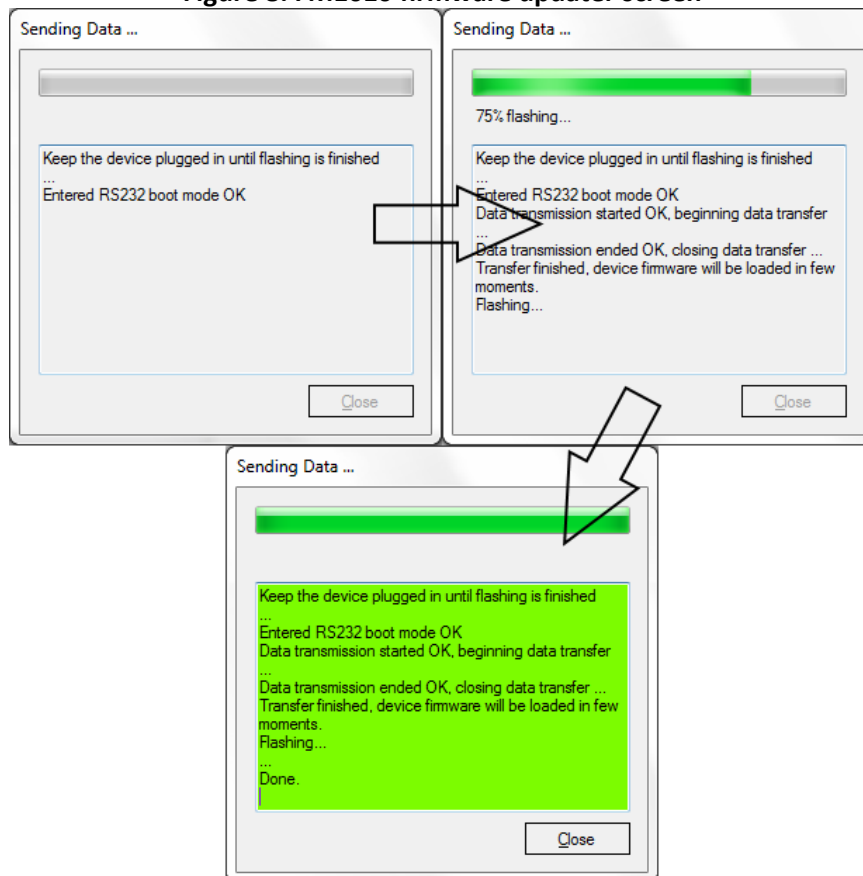 Sending Data ...
Keep the device plugged in until flashing is finished
...
Entered RS232 boot mode OK
Close
Sending Data ...
75% flashing...
Keep the device plugged in until flashing is finished
...
Entered RS232 boot mode OK
Data transmission started OK, beginning data transfer
...
Data transmission ended OK, closing data transfer ...
Transfer finished, device firmware will be loaded in few
moments.
Flashing...
Close
Sending Data ...
Keep the device plugged in until flashing is finished
...
Entered RS232 boot mode OK
Data transmission started OK, beginning data transfer
...
Data transmission ended OK, closing data transfer ...
Transfer finished, device firmware will be loaded in few
moments.
Flashing...
...
Done.
Close